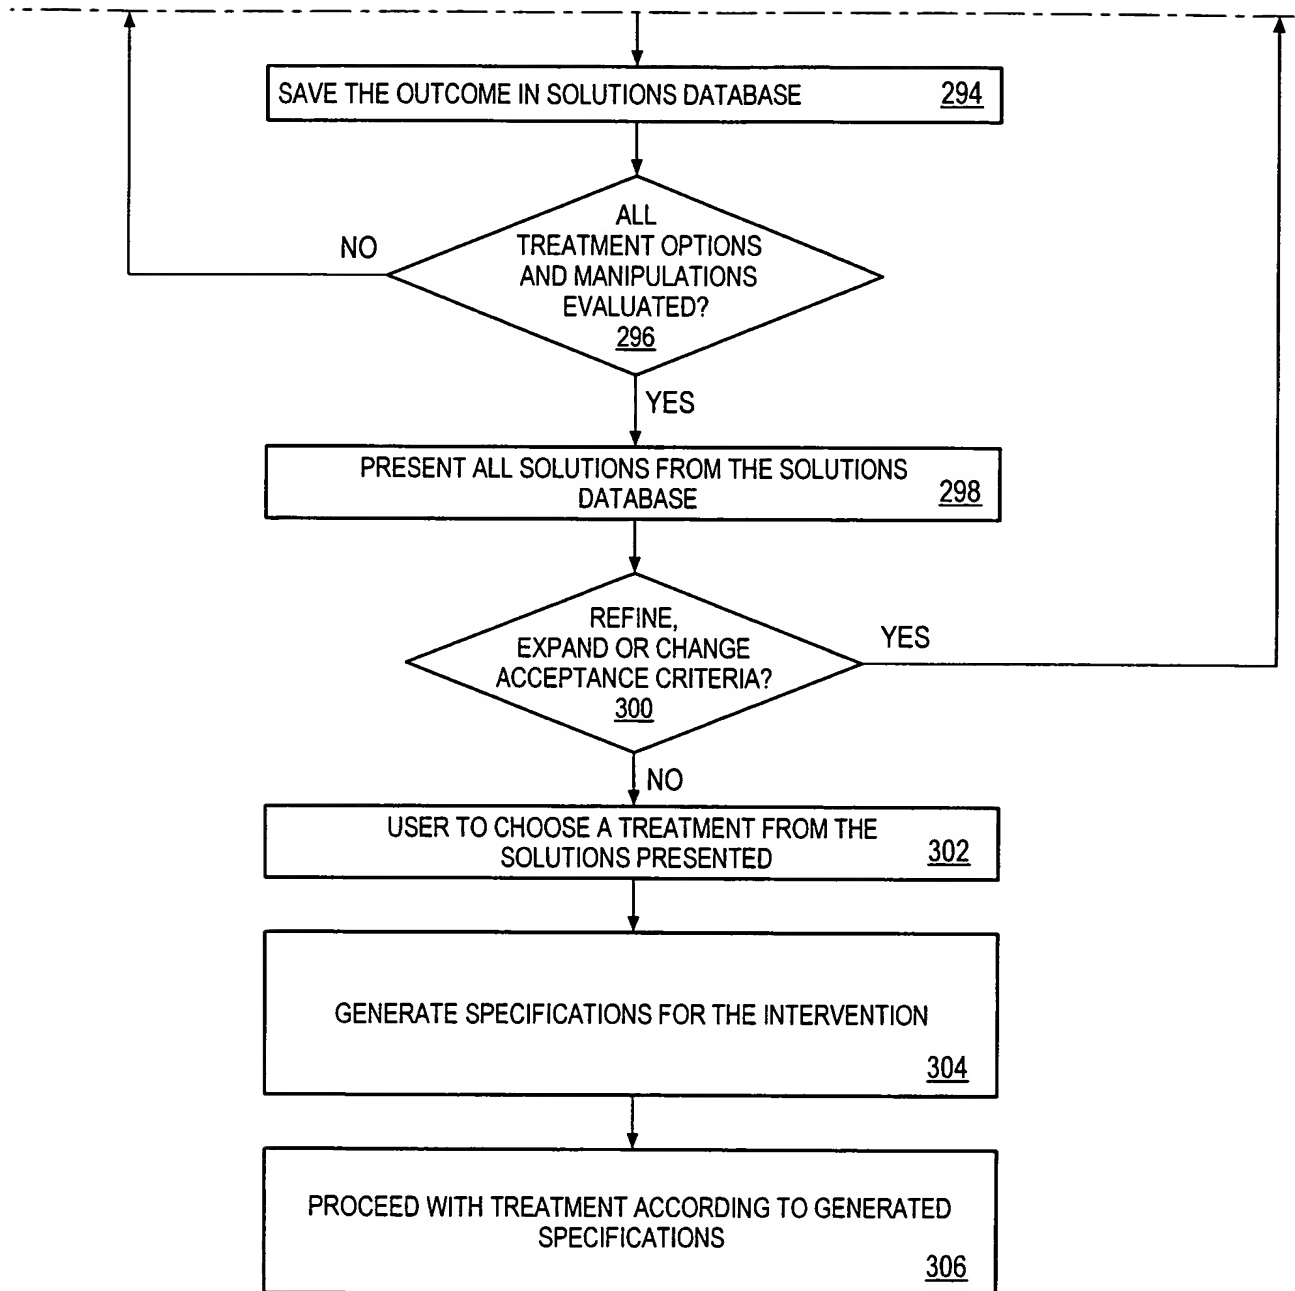 SAVE THE OUTCOME IN SOLUTIONS DATABASE 294
ALL
TREATMENT OPTIONS
AND MANIPULATIONS
EVALUATED?
296
NO
YES
PRESENT ALL SOLUTIONS FROM THE SOLUTIONS
DATABASE
298
REFINE,
EXPAND OR CHANGE
ACCEPTANCE CRITERIA?
300
YES
NO
USER TO CHOOSE A TREATMENT FROM THE
SOLUTIONS PRESENTED
302
GENERATE SPECIFICATIONS FOR THE INTERVENTION
304
PROCEED WITH TREATMENT ACCORDING TO GENERATED
SPECIFICATIONS
306